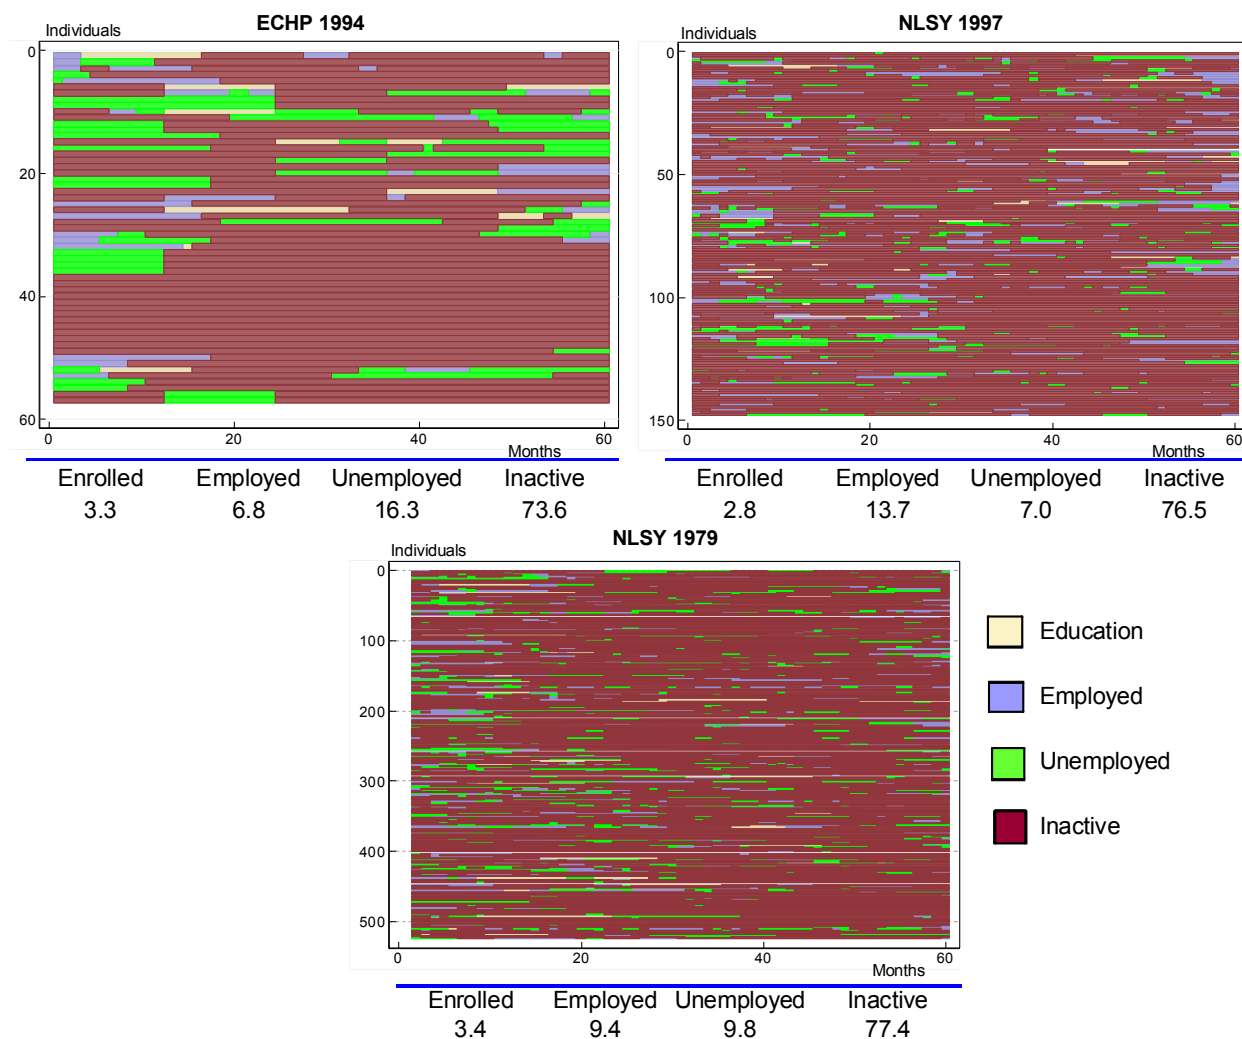 ECHP 1994
Individuals
0
20
40
60
0 20 40 60
Months
Enrolled Employed Unemployed Inactive
3.3 6.8 16.3 73.6
NLSY 1997
Individuals
0
50
100
150
0 20 40 60
Months
Enrolled Employed Unemployed Inactive
2.8 13.7 7.0 76.5
NLSY 1979
Individuals
0
100
200
300
400
500
0 20 40 60
Months
Enrolled Employed Unemployed Inactive
3.4 9.4 9.8 77.4
Education
Employed
Unemployed
Inactive